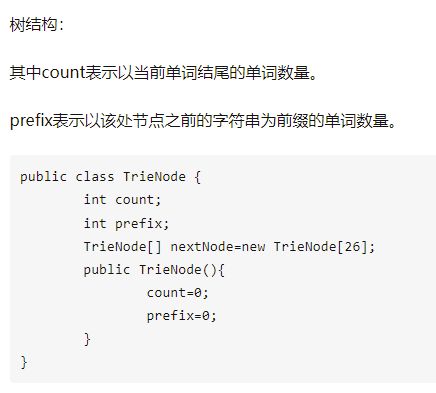 树结构：
其中count表示以当前单词结尾的单词数量。
prefix表示以该处节点之前的字符串为前缀的单词数量。
public class TrieNode {
        int count;
        int prefix;
        TrieNode[] nextNode=new TrieNode[26];
        public TrieNode(){
                count=0;
                prefix=0;
        }
}